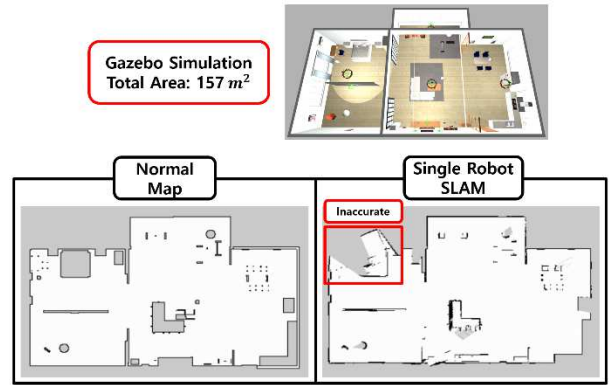 Gazebo Simulation
Total Area: 157 m²
Normal
Map
Single Robot
SLAM
Inaccurate